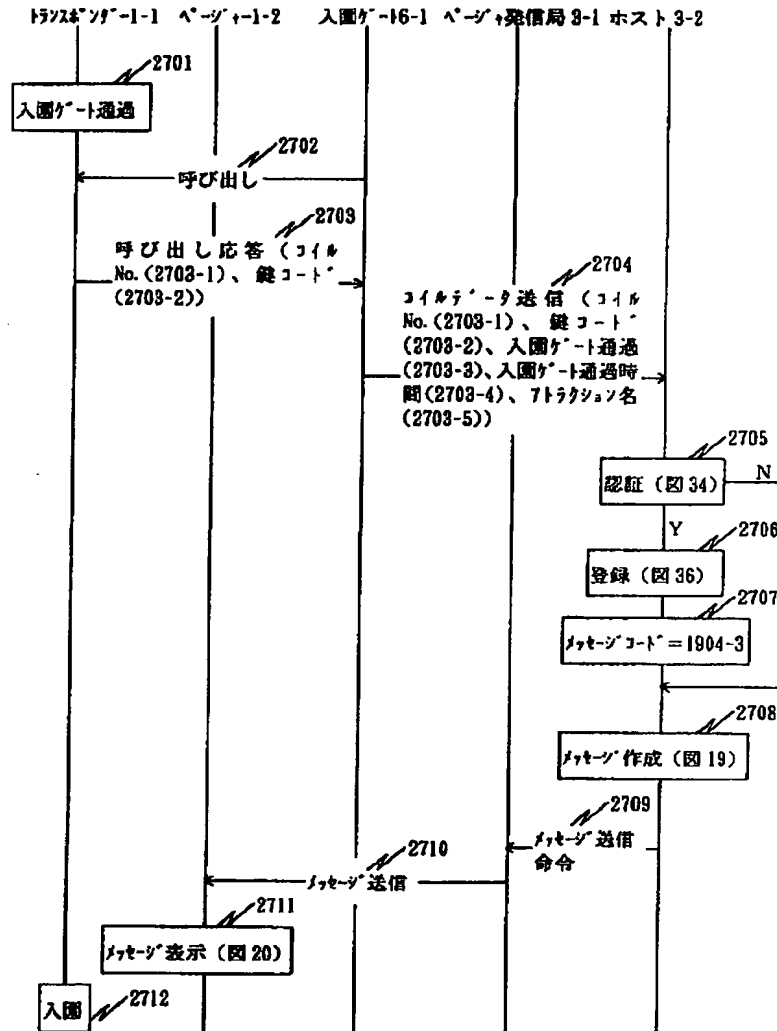 トランスポンダー1-1 ページャー1-2 入園ゲート6-1 ページャ発信局3-1 ホスト3-2
2701
入園ゲート通過
2702
呼び出し
2703
呼び出し応答(コイル
No.(2703-1)、鍵コード
(2703-2))
2704
コイルデータ送信(コイル
No.(2703-1)、鍵コード
(2703-2)、入園ゲート通過
(2703-3)、入園ゲート通過時
間(2703-4)、アトラクション名
(2703-5))
2705
認証(図34)
N
Y
2706
登録(図36)
2707
メッセージコード=1904-3
2708
メッセージ作成(図19)
2709
メッセージ送信
命令
2710
メッセージ送信
2711
メッセージ表示(図20)
入園
2712